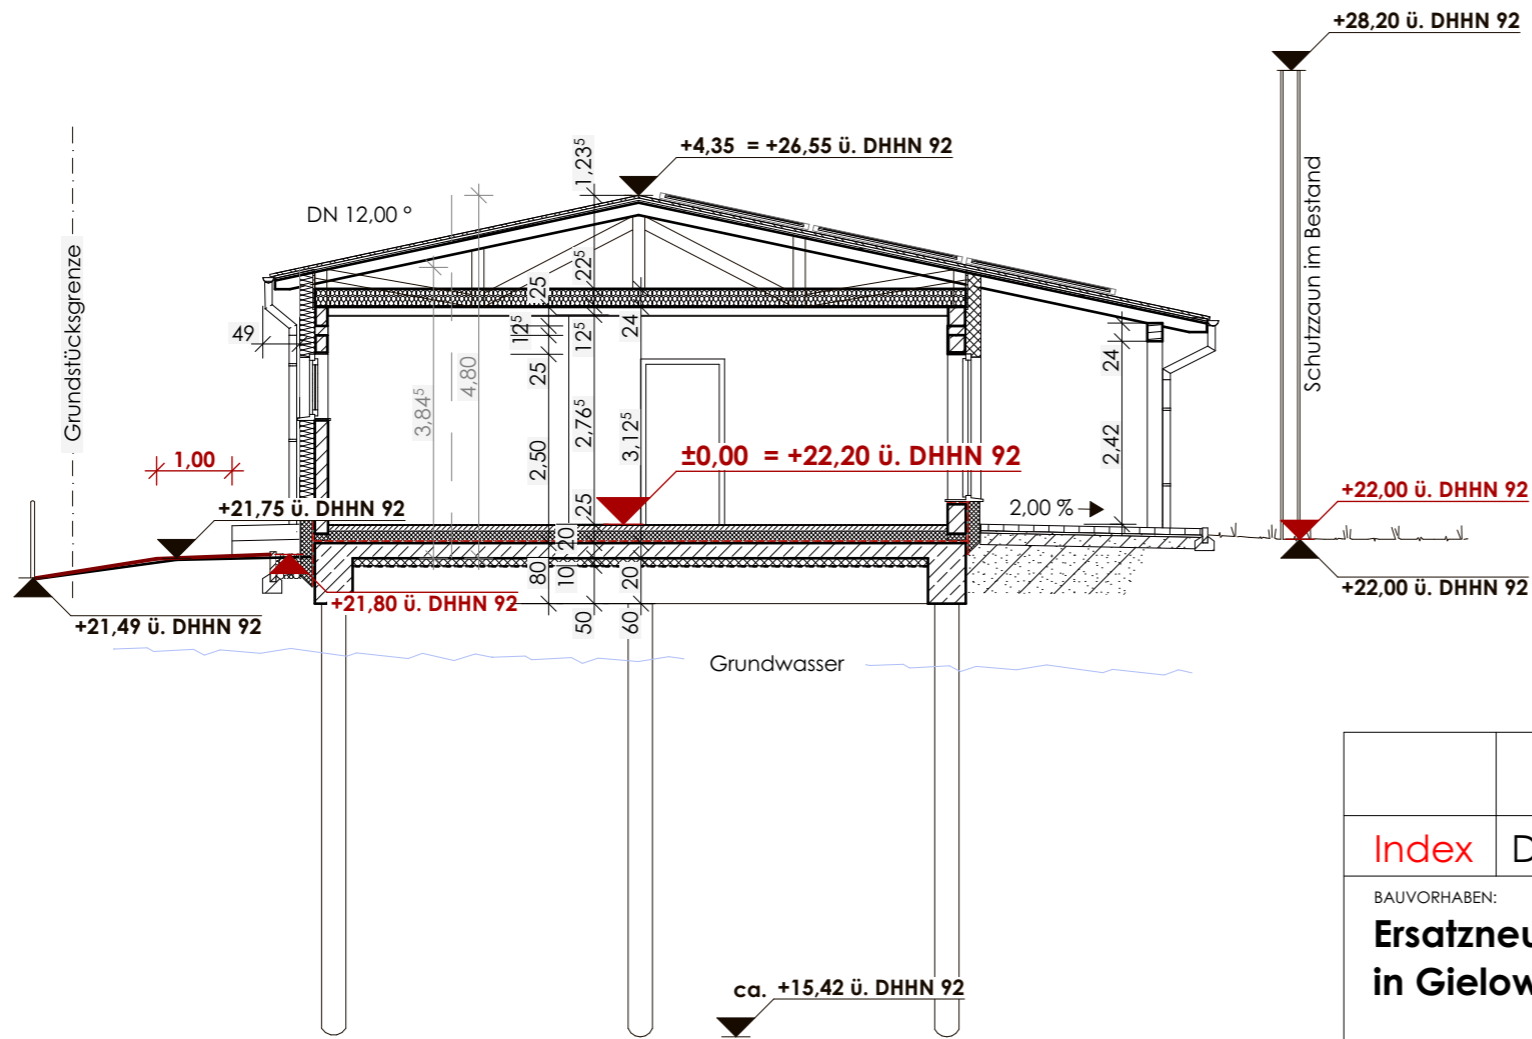 +28,20 ü. DHHN 92
+4,35 = +26,55 ü. DHHN 92
1,23⁵
DN 12,00 °
Grundstücksgrenze
Schutzzaun im Bestand
22⁵
25
12⁵
12⁵
24
25
49
24
4,80
3,84⁵
2,76⁵
3,12⁵
2,50
2,42
1,00
±0,00 = +22,20 ü. DHHN 92
+22,00 ü. DHHN 92
+21,75 ü. DHHN 92
25
2,00 %
20
80
10
20
+21,80 ü. DHHN 92
+22,00 ü. DHHN 92
+21,49 ü. DHHN 92
50
60
Grundwasser
Index
D
BAUVORHABEN:
Ersatzneu
in Gielow
ca. +15,42 ü. DHHN 92